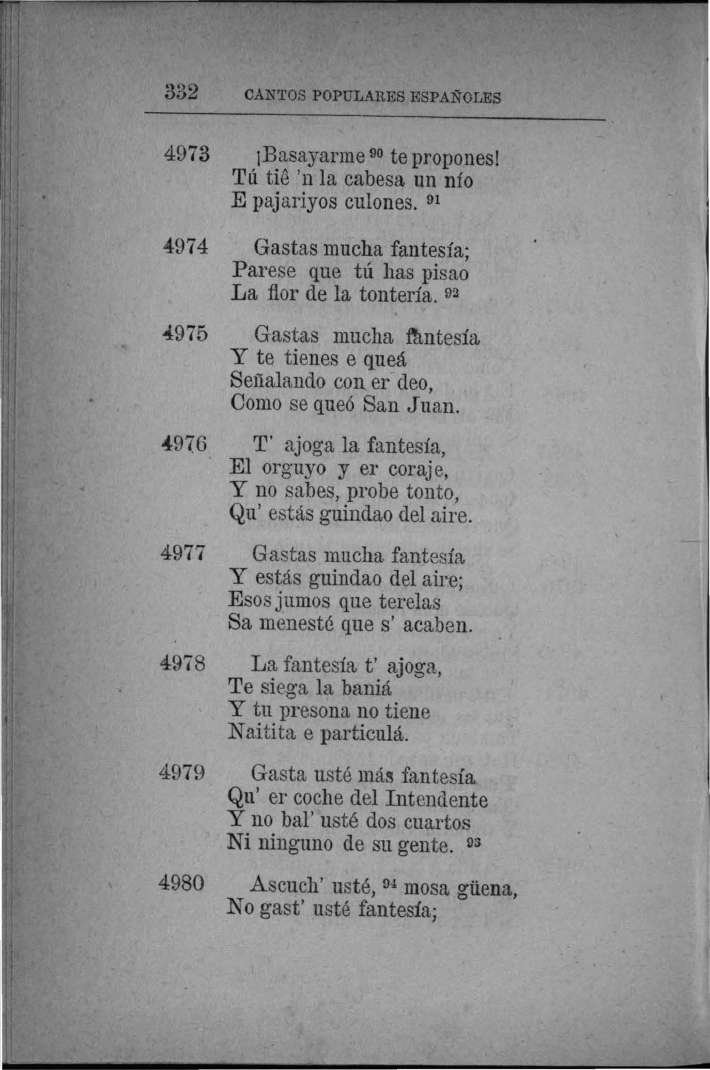 332 CANTOS POPULARES ESPAÑOLES
4973 ¡Basayarme 90 te propones!
Tú tiê 'n la cabesa un nío
E pajariyos culones. 91
4974 Gastas mucha fantesía;
Parese que tú has pisao
La flor de la tontería. 92
4975 Gastas mucha fantesía
Y te tienes e queá
Señalando con er deo,
Como se queó San Juan.
4976 T' ajoga la fantesía,
El orguyo y er coraje,
Y no sabes, probe tonto,
Qu' estás guindao del aire.
4977 Gastas mucha fantesía
Y estás guindao del aire;
Esos jumos que terelas
Sa menesté que s' acaben.
4978 La fantesía t' ajoga,
Te siega la baniá
Y tu presona no tiene
Naitita e particulá.
4979 Gasta usté más fantesía
Qu' er coche del Intendente
Y no bal' usté dos cuartos
Ni ninguno de su gente. 93
4980 Ascuch' usté, 94 mosa güena,
No gast' usté fantesía;